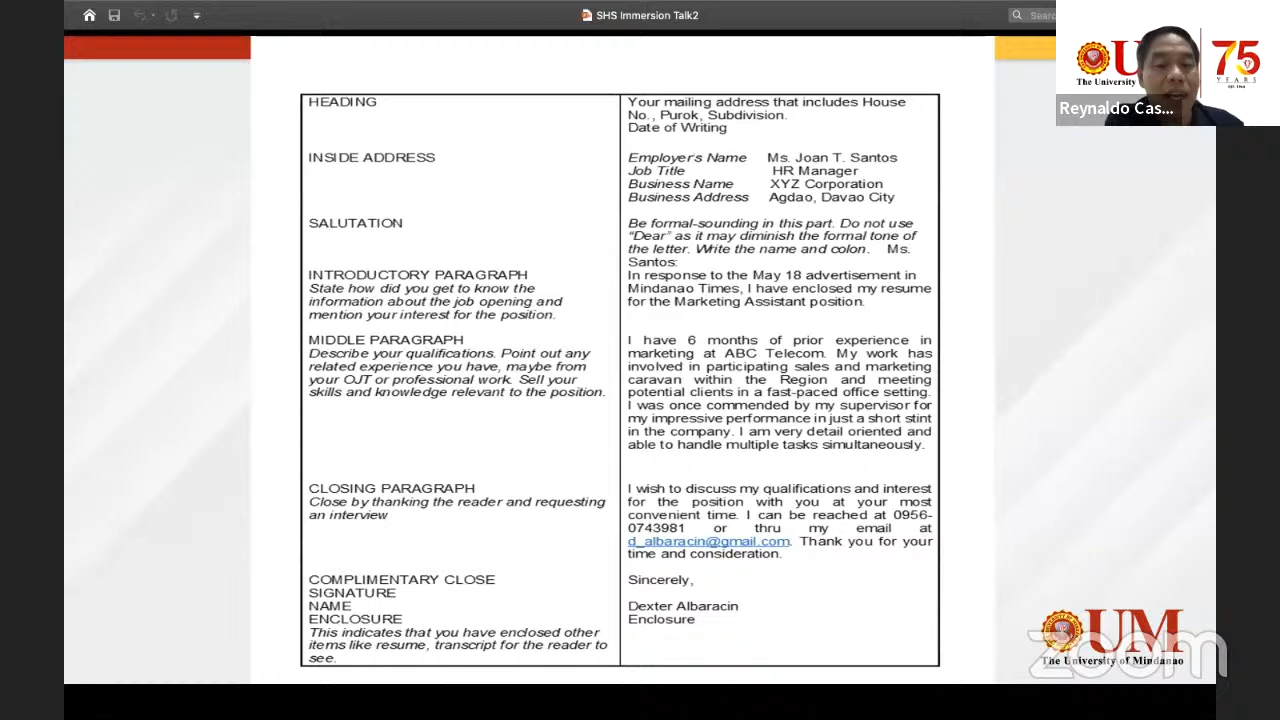 SHS Immersion Talk2
Sear
U
75
YEARS
EST. 1946
The University
Reynaldo Cas...
HEADING
Your mailing address that includes House
No., Purok, Subdivision.
Date of Writing
INSIDE ADDRESS
Employer's Name Ms. Joan T. Santos
Job Title HR Manager
Business Name XYZ Corporation
Business Address Agdao, Davao City
SALUTATION
Be formal-sounding in this part. Do not use
“Dear” as it may diminish the formal tone of
the letter. Write the name and colon. Ms.
Santos:
INTRODUCTORY PARAGRAPH
State how did you get to know the
information about the job opening and
mention your interest for the position.
In response to the May 18 advertisement in
Mindanao Times, I have enclosed my resume
for the Marketing Assistant position.
MIDDLE PARAGRAPH
Describe your qualifications. Point out any
related experience you have, maybe from
your OJT or professional work. Sell your
skills and knowledge relevant to the position.
I have 6 months of prior experience in
marketing at ABC Telecom. My work has
involved in participating sales and marketing
caravan within the Region and meeting
potential clients in a fast-paced office setting.
I was once commended by my supervisor for
my impressive performance in just a short stint
in the company. I am very detail oriented and
able to handle multiple tasks simultaneously.
CLOSING PARAGRAPH
Close by thanking the reader and requesting
an interview
I wish to discuss my qualifications and interest
for the position with you at your most
convenient time. I can be reached at 0956-
0743981 or thru my email at
d_albaracin@gmail.com. Thank you for your
time and consideration.
COMPLIMENTARY CLOSE
SIGNATURE
NAME
ENCLOSURE
This indicates that you have enclosed other
items like resume, transcript for the reader to
see.
Sincerely,
Dexter Albaracin
Enclosure
UM
The University of Mindanao
zoom